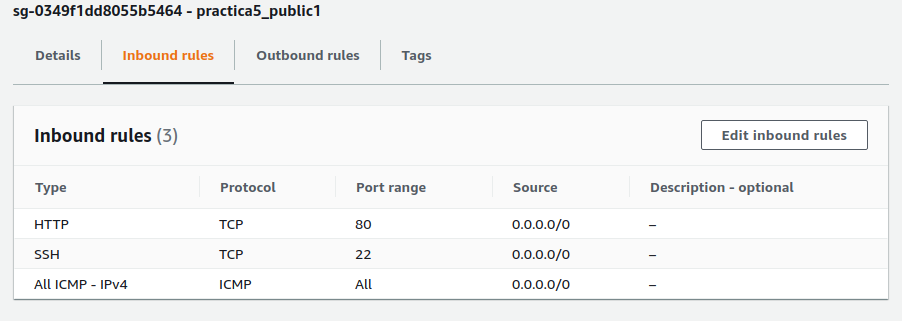 sg-0349f1dd8055b5464 - practica5_public1
Details Inbound rules Outbound rules Tags
Inbound rules (3) Edit inbound rules
Type Protocol Port range Source Description - optional
HTTP TCP 80 0.0.0.0/0 –
SSH TCP 22 0.0.0.0/0 –
All ICMP - IPv4 ICMP All 0.0.0.0/0 –